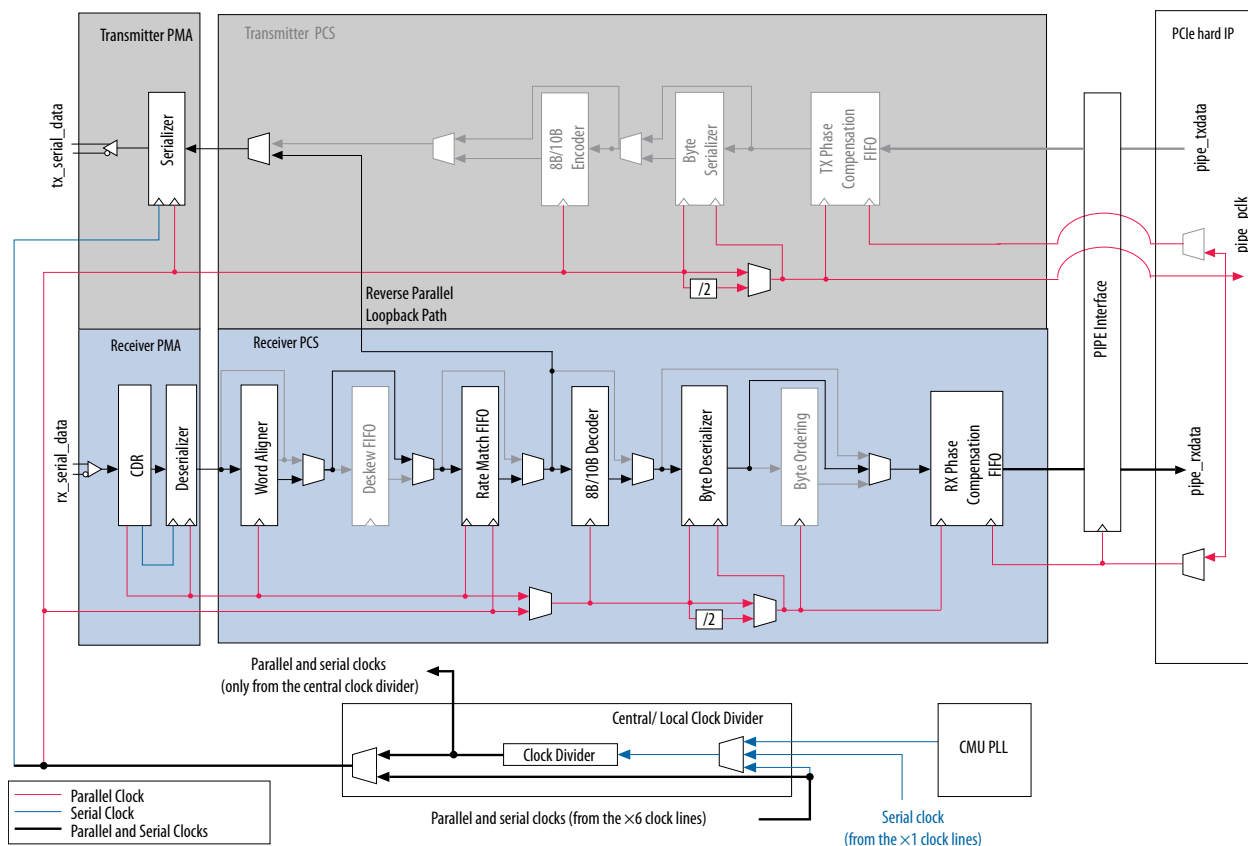 Transmitter PMA
Transmitter PCS
PCIe hard IP
tx_serial_data
Serializer
8B/10B
Encoder
Byte
Serializer
TX Phase
Compensation
FIFO
pipe_txdata
pipe_pclk
/2
Reverse Parallel
Loopback Path
PIPE Interface
Receiver PMA
Receiver PCS
rx_serial_data
CDR
Deserializer
Word Aligner
Deskew FIFO
Rate Match FIFO
8B/10B Decoder
Byte Deserializer
Byte Ordering
RX Phase
Compensation
FIFO
pipe_rxdata
/2
Parallel and serial clocks
(only from the central clock divider)
Central/ Local Clock Divider
Clock Divider
CMU PLL
Parallel Clock
Serial Clock
Parallel and Serial Clocks
Parallel and serial clocks (from the ×6 clock lines)
Serial clock
(from the ×1 clock lines)